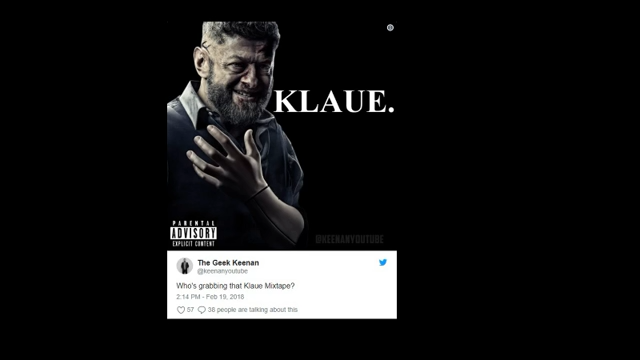 KLAUE.
PARENTAL
ADVISORY
EXPLICIT CONTENT
@KEENANYOUTUBE
The Geek Keenan
@keenanyoutube
Who's grabbing that Klaue Mixtape?
2:14 PM - Feb 19, 2018
57 38 people are talking about this